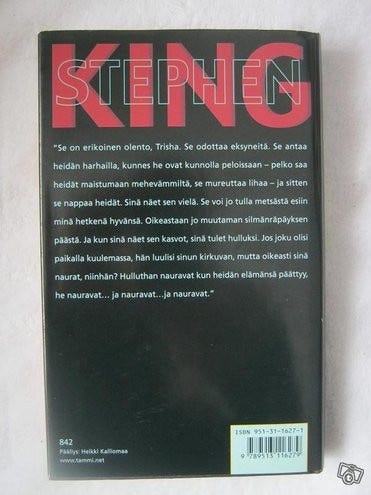 STEPHEN
KING
"Se on erikoinen olento, Trisha. Se odottaa eksyneitä. Se antaa
heidän harhailla, kunnes he ovat kunnolla peloissaan – pelko saa
heidät maistumaan mehevämmiltä, se mureuttaa lihaa – ja sitten
se nappaa heidät. Sinä näet sen vielä. Se voi jo tulla metsästä esiin
minä hetkenä hyvänsä. Oikeastaan jo muutaman silmänräpäyksen
päästä. Ja kun sinä näet sen kasvot, sinä tulet hulluksi. Jos joku olisi
paikalla kuulemassa, hän luulisi sinun kirkuvan, mutta oikeasti sinä
naurat, niinhän? Hulluthan nauravat kun heidän elämänsä päättyy,
he nauravat... ja nauravat...ja nauravat."
842
Päällys: Heikki Kalliomaa
www.tammi.net
ISBN 951-31-1627-1
9 789513 116279